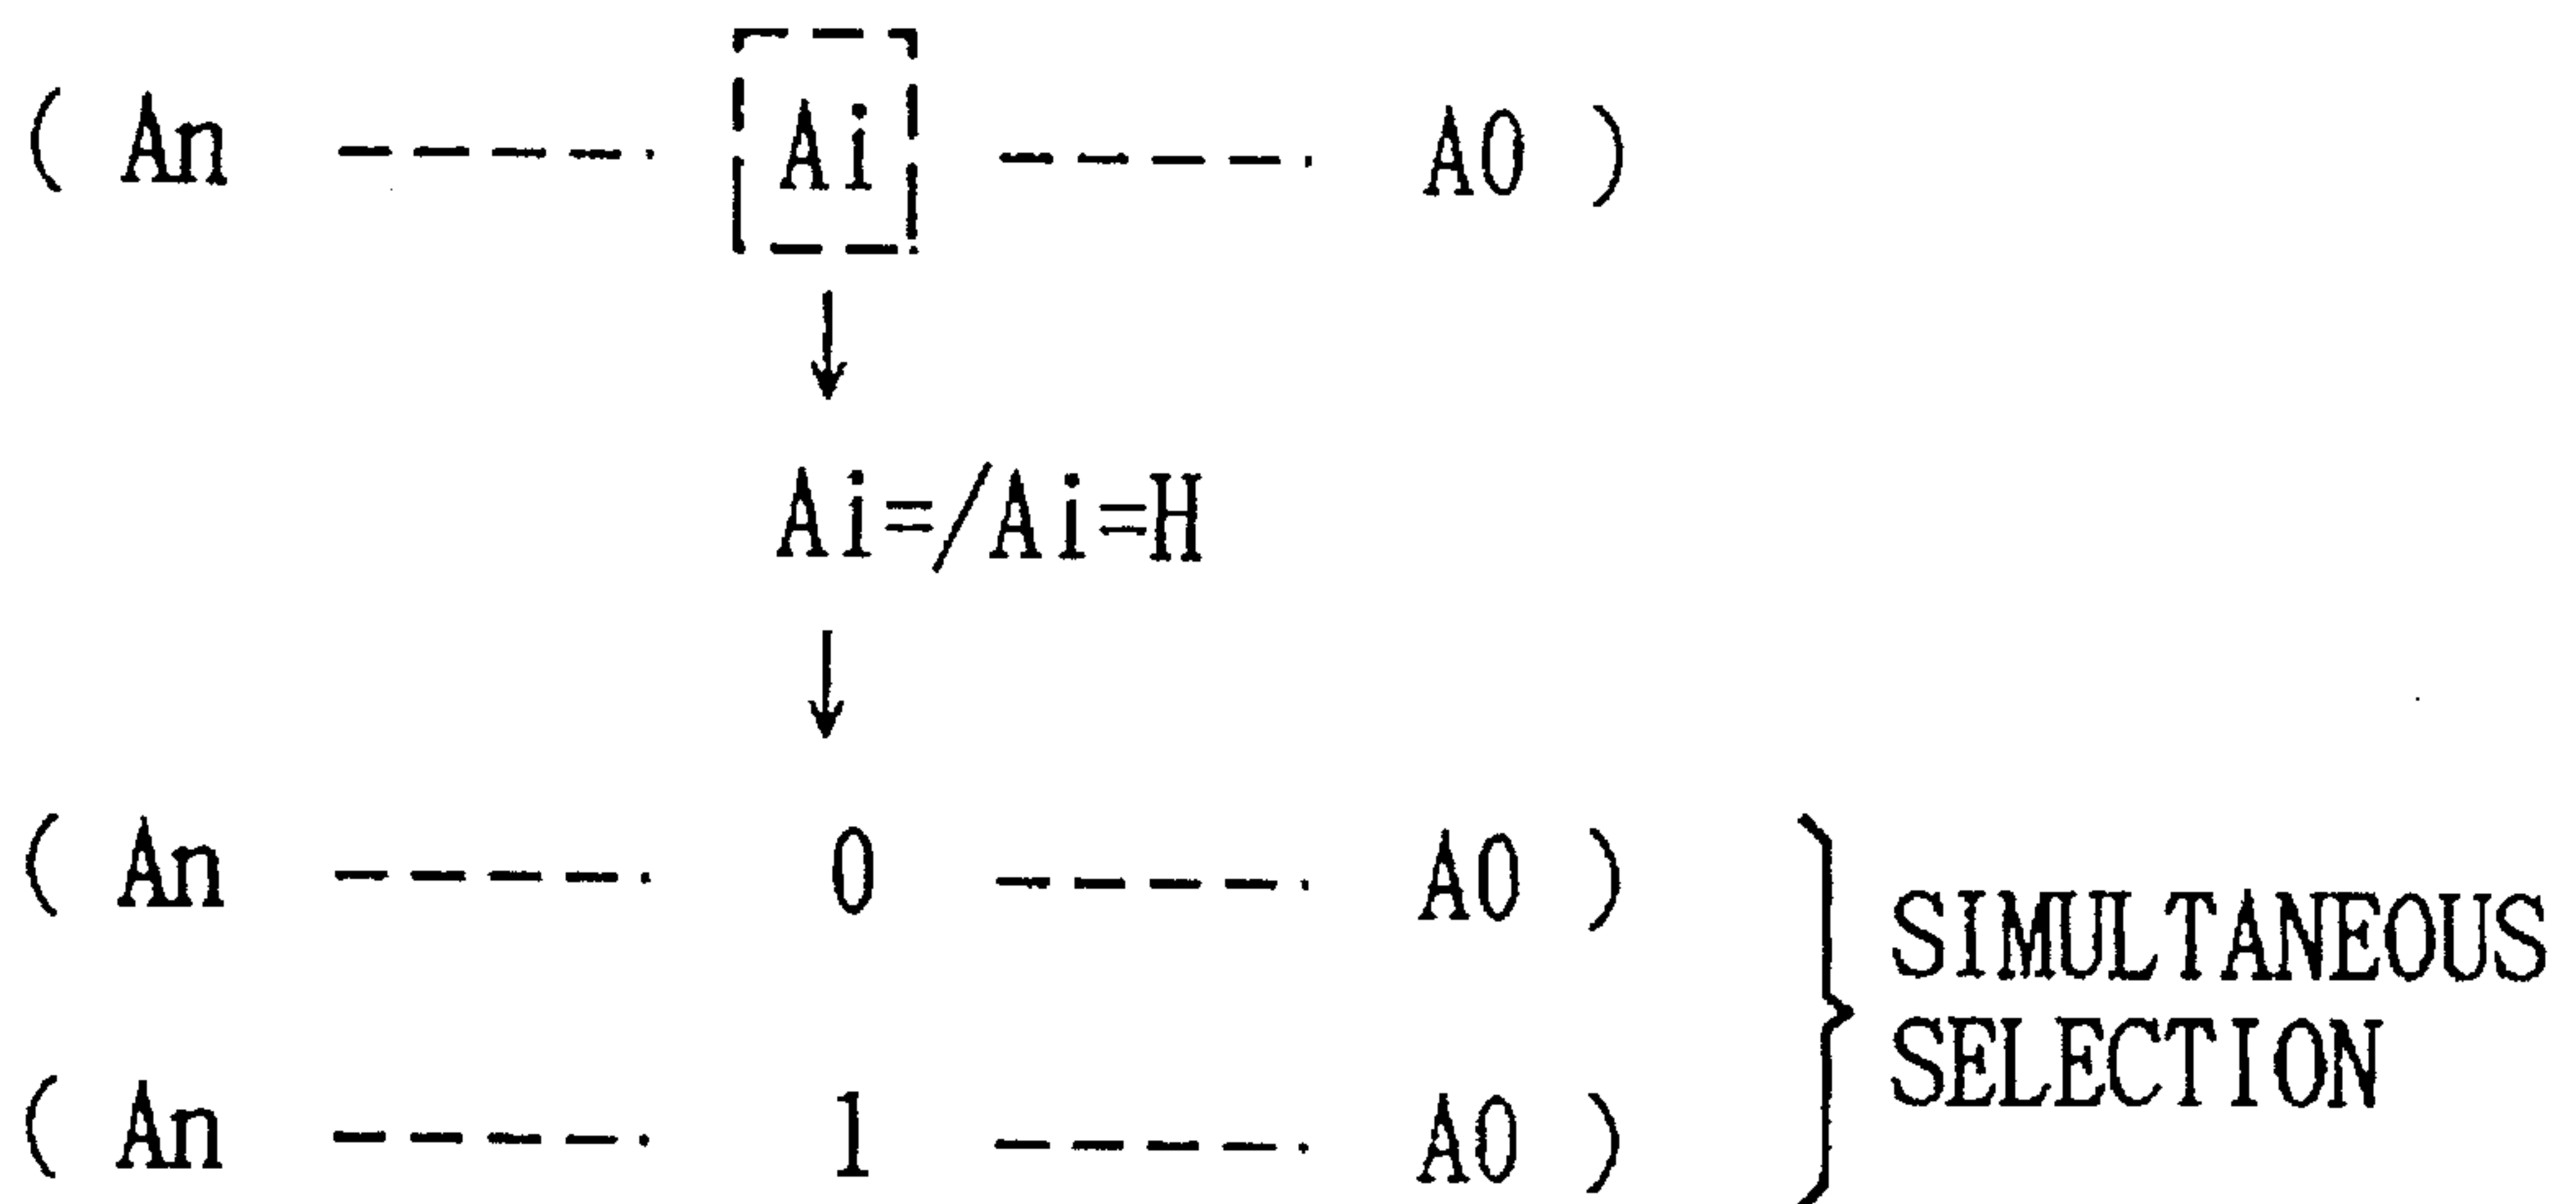 ( An ----- Ai ----- A0 )
Ai=/Ai=H
( An ----- 0 ----- A0 )
SIMULTANEOUS
SELECTION
( An ----- 1 ----- A0 )